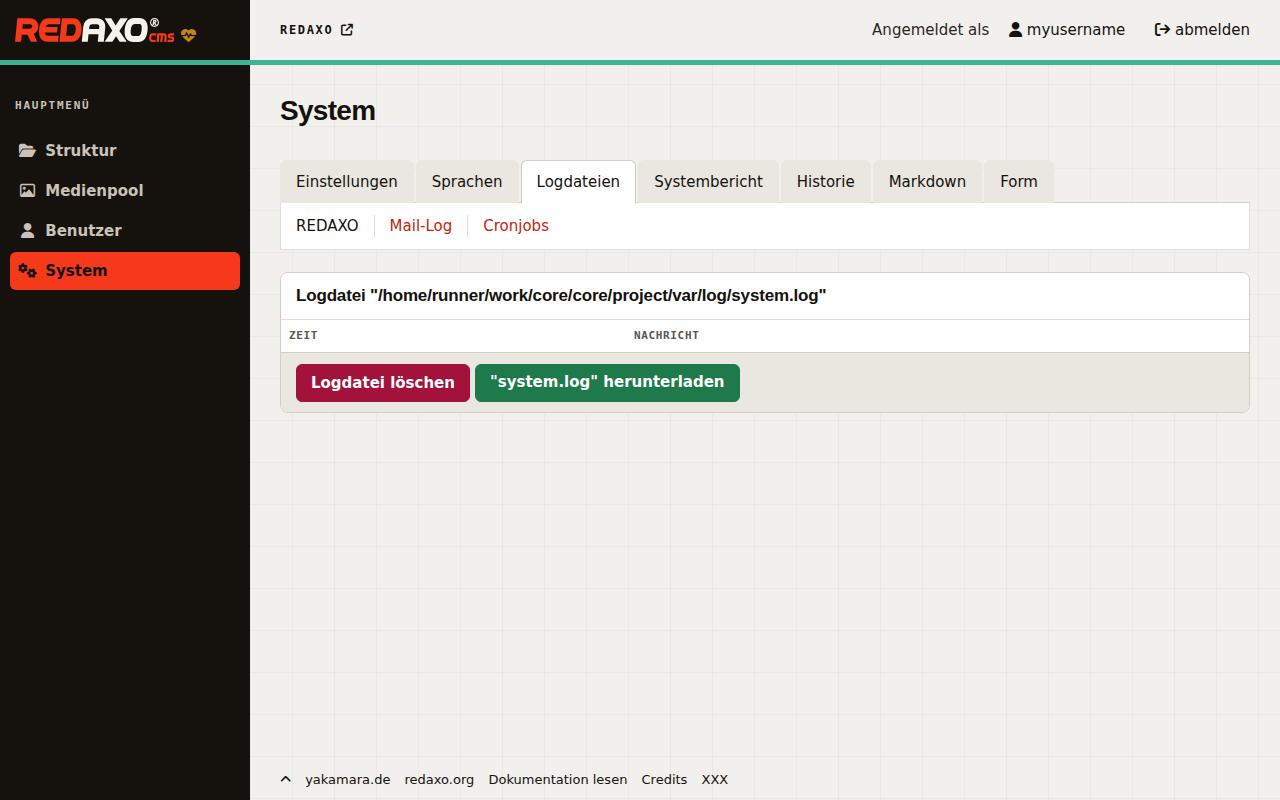 REDAXO® cms
REDAXO
Angemeldet als myusername abmelden
HAUPTMENÜ
Struktur
Medienpool
Benutzer
System
System
Einstellungen Sprachen Logdateien Systembericht Historie Markdown Form
REDAXO Mail-Log Cronjobs
Logdatei "/home/runner/work/core/core/project/var/log/system.log"
ZEIT NACHRICHT
Logdatei löschen "system.log" herunterladen
yakamara.de redaxo.org Dokumentation lesen Credits XXX